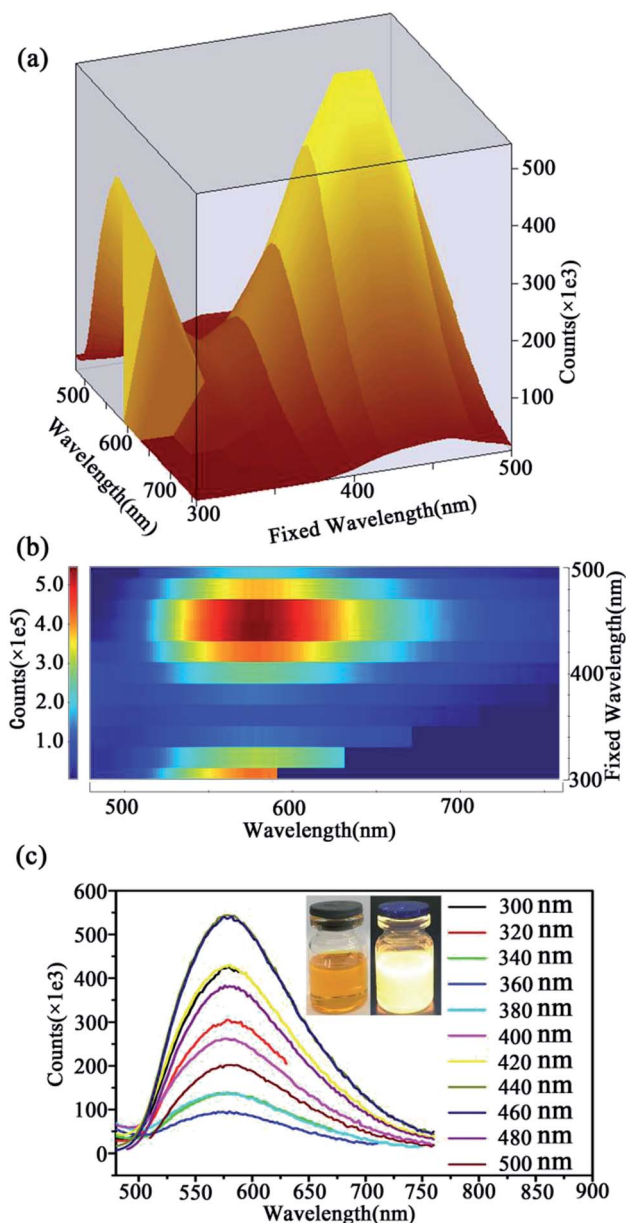 (a)
500
400
300
200
100
Counts(×1e3)
500
600
700
Wavelength(nm)
300
400
500
Fixed Wavelength(nm)
(b)
5.0
4.0
3.0
2.0
1.0
Counts(×1e5)
500
400
300
Fixed Wavelength(nm)
500
600
700
Wavelength(nm)
(c)
600
500
400
300
200
100
0
Counts(×1e3)
300 nm
320 nm
340 nm
360 nm
380 nm
400 nm
420 nm
440 nm
460 nm
480 nm
500 nm
500 550 600 650 700 750 800 850 900
Wavelength(nm)